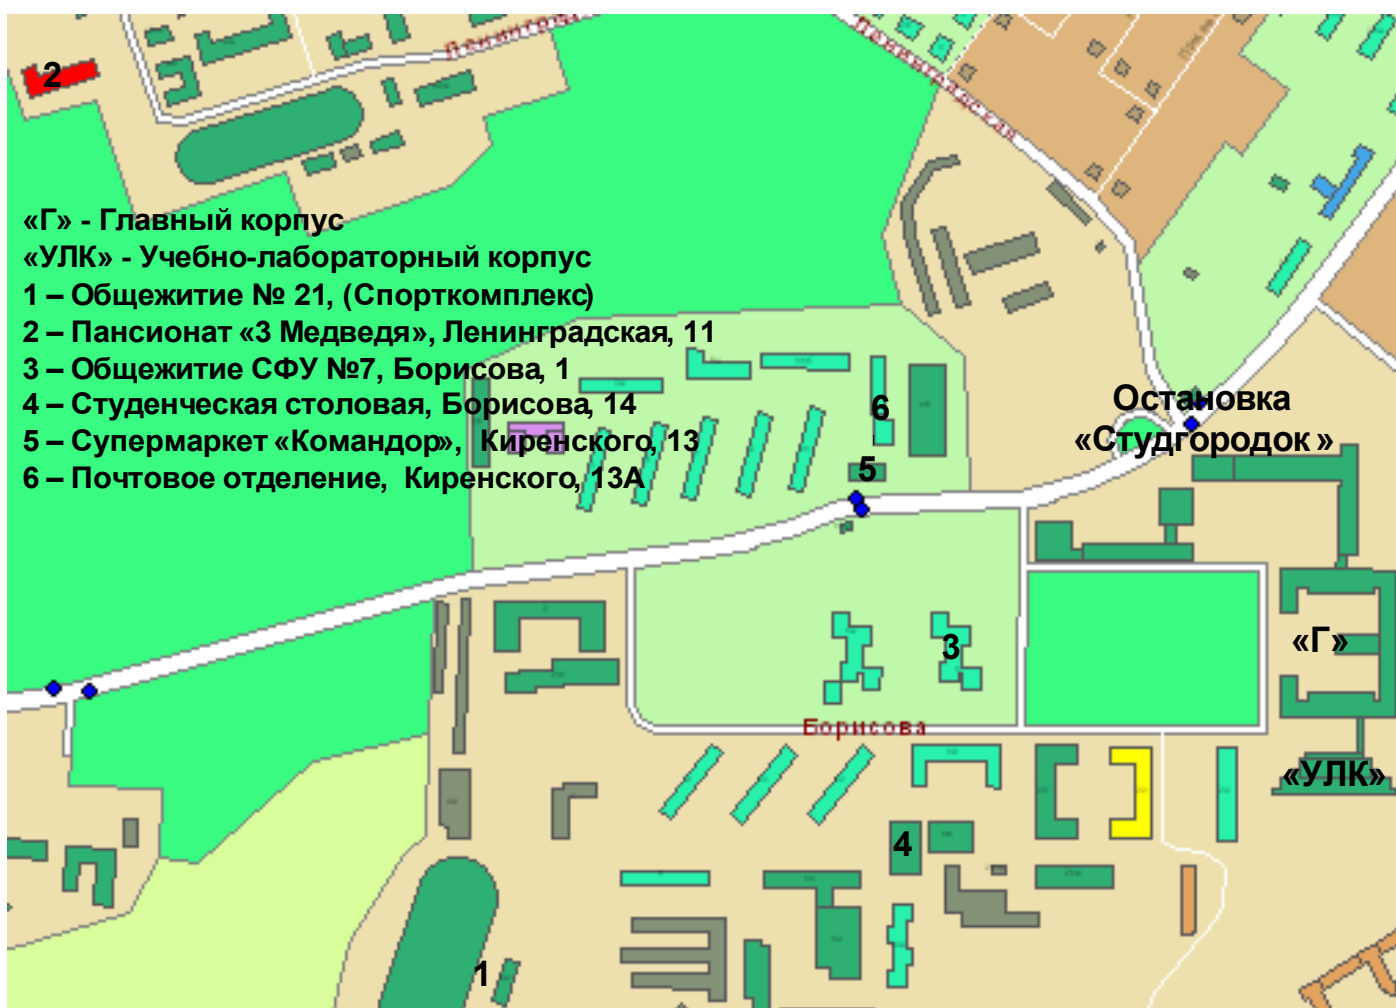 Ленинградская
2
«Г» - Главный корпус
«УЛК» - Учебно-лабораторный корпус
1 – Общежитие № 21, (Спорткомплекс)
2 – Пансионат «3 Медведя», Ленинградская, 11
3 – Общежитие СФУ №7, Борисова, 1
4 – Студенческая столовая, Борисова, 14
5 – Супермаркет «Командор», Киренского, 13
6 – Почтовое отделение, Киренского, 13А
6
5
Остановка
«Студгородок »
3
«Г»
Борисова
«УЛК»
4
1